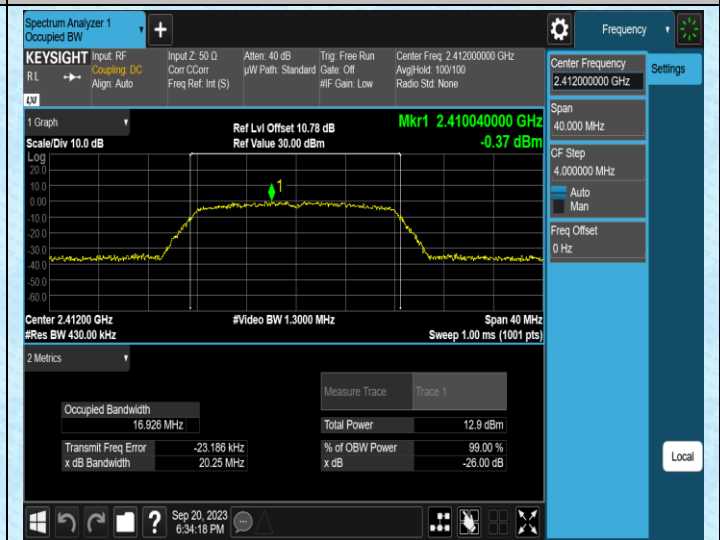 Spectrum Analyzer 1
Occupied BW
Frequency
KEYSIGHT
RL
LXI
Input: RF
Coupling: DC
Align: Auto
Input Z: 50 Ω
Corr CCorr
Freq Ref: Int (S)
Atten: 40 dB
µW Path: Standard
Trig: Free Run
Gate: Off
#IF Gain: Low
Center Freq: 2.412000000 GHz
Avg|Hold: 100/100
Radio Std: None
Center Frequency
2.412000000 GHz
Settings
Span
40.000 MHz
CF Step
4.000000 MHz
Auto
Man
Freq Offset
0 Hz
1 Graph
Scale/Div 10.0 dB
Ref Lvl Offset 10.78 dB
Ref Value 30.00 dBm
Mkr1 2.410040000 GHz
-0.37 dBm
Log
20.0
10.0
0.00
-10.0
-20.0
-30.0
-40.0
-50.0
-60.0
1
Center 2.41200 GHz
#Res BW 430.00 kHz
#Video BW 1.3000 MHz
Span 40 MHz
Sweep 1.00 ms (1001 pts)
2 Metrics
Measure Trace Trace 1
Occupied Bandwidth
16.926 MHz
Total Power 12.9 dBm
Transmit Freq Error -23.186 kHz
% of OBW Power 99.00 %
x dB Bandwidth 20.25 MHz
x dB -26.00 dB
Local
Sep 20, 2023
6:34:18 PM